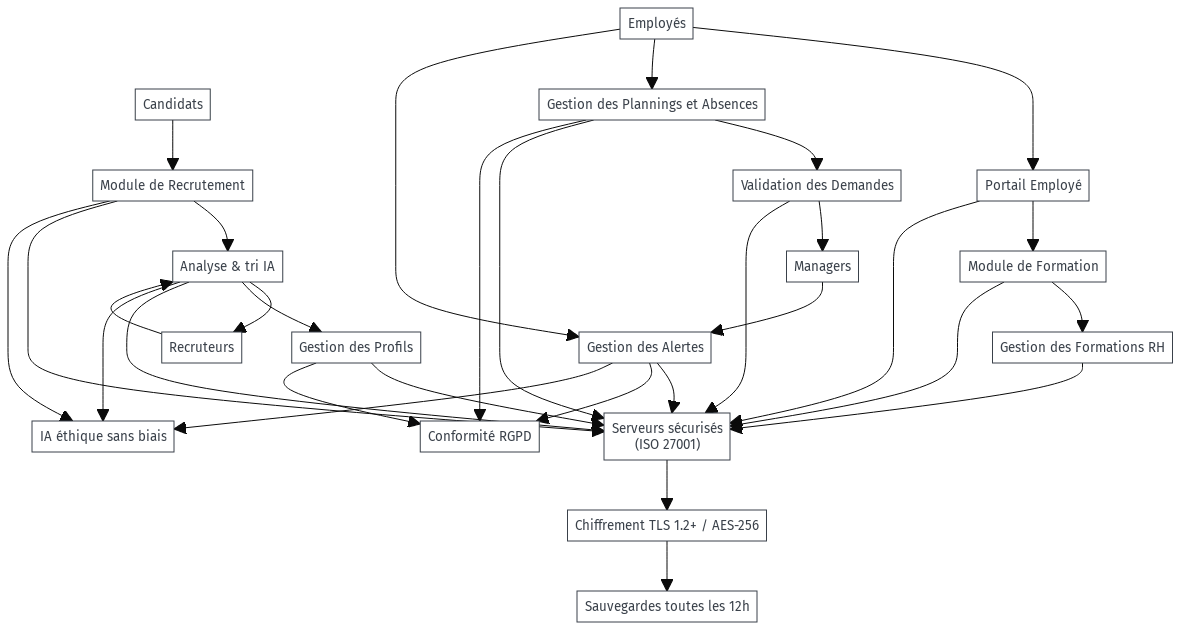 Employés
Candidats
Gestion des Plannings et Absences
Module de Recrutement
Validation des Demandes
Portail Employé
Analyse & tri IA
Managers
Module de Formation
Recruteurs
Gestion des Profils
Gestion des Alertes
Gestion des Formations RH
IA éthique sans biais
Conformité RGPD
Serveurs sécurisés
(ISO 27001)
Chiffrement TLS 1.2+ / AES-256
Sauvegardes toutes les 12h